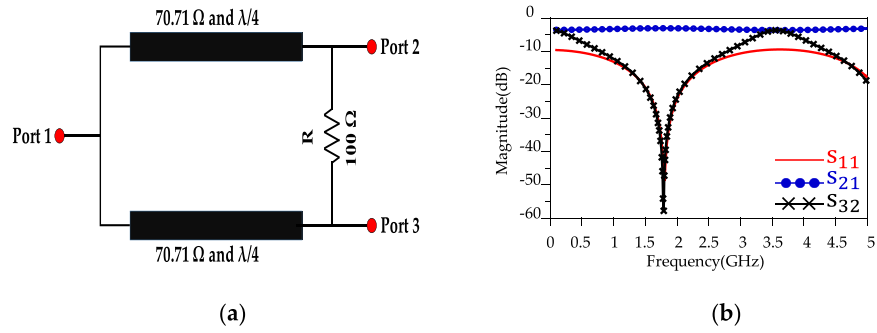 70.71 Ω and λ/4
Port 2
Port 1
R
100 Ω
Port 3
70.71 Ω and λ/4
(a)
0
-10
-20
-30
-40
-50
-60
Magnitude(dB)
S11
S21
S32
0 0.5 1 1.5 2 2.5 3 3.5 4 4.5 5
Frequency(GHz)
(b)